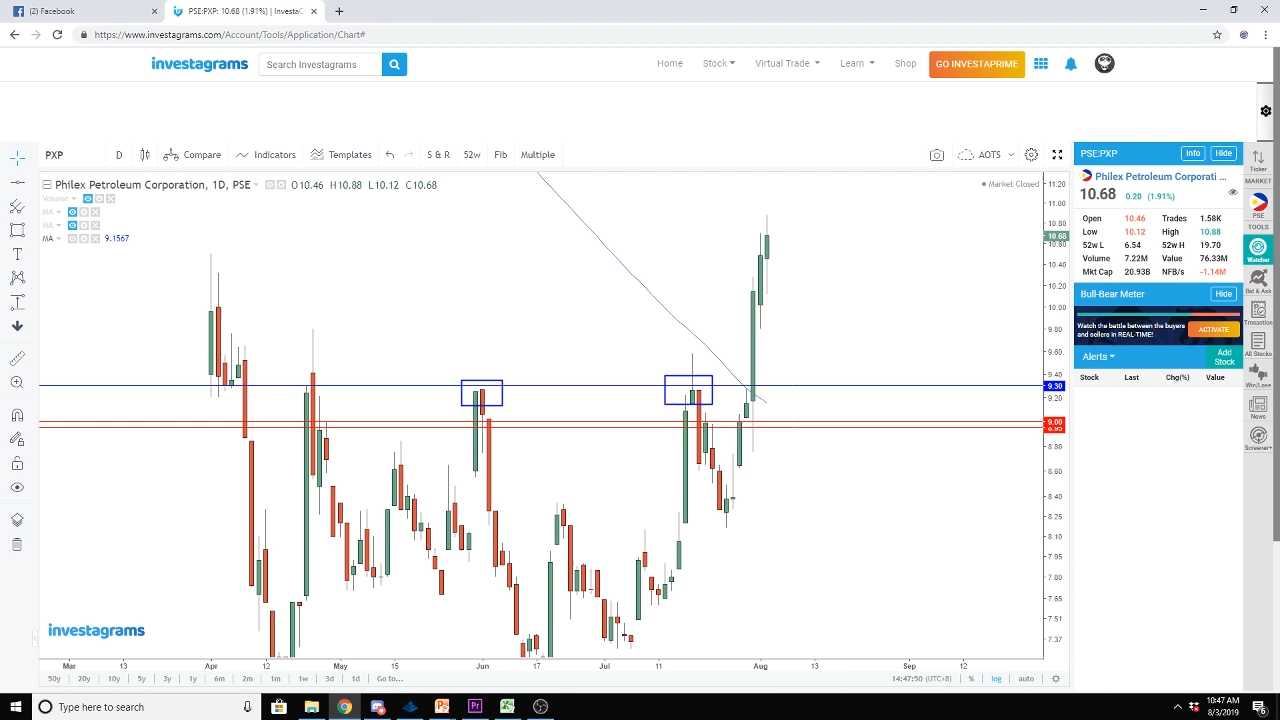 (2) Facebook
PSE:PXP: 10.68 (1.91%) | InvestaG
https://www.investagrams.com/Account/Tools/Application/Chart#
investagrams
Search Investagrams
Home
Stock
Virtual Trade
Learn
Shop
GO INVESTAPRIME
PXP
D
Compare
Indicators
Templates
S & R
52w
Fib
Multiple
AOTS
Philex Petroleum Corporation, 1D, PSE
O 10.46 H 10.88 L 10.12 C 10.68
Market Closed
Volume
MA
MA
MA
9.1567
11.20
11.00
10.80
10.68
10.60
10.40
10.20
10.00
9.80
9.60
9.40
9.30
9.20
9.00
8.95
8.80
8.60
8.40
8.25
8.10
7.95
7.80
7.65
7.51
7.37
investagrams
Mar
13
Apr
12
May
15
Jun
17
Jul
11
Aug
13
Sep
12
50y
20y
10y
5y
3y
1y
6m
2m
1m
1w
3d
1d
Go to...
14:47:50 (UTC+8)
%
log
auto
PSE:PXP
Info
Hide
Philex Petroleum Corporati ...
10.68
0.20 (1.91%)
Open 10.46 Trades 1.58K
Low 10.12 High 10.88
52w L 6.54 52w H 19.70
Volume 7.22M Value 76.33M
Mkt Cap 20.93B NFB/s -1.14M
Bull-Bear Meter
Hide
Watch the battle between the buyers
and sellers in REAL-TIME!
ACTIVATE
Alerts
Add
Stock
Stock Last Chg(%) Value
Ticker
MARKET
PSE
TOOLS
Watcher
Bid & Ask
Trnsaction
All Stocks
Win/Lose
News
Screener+
Type here to search
10:47 AM
8/3/2019
6